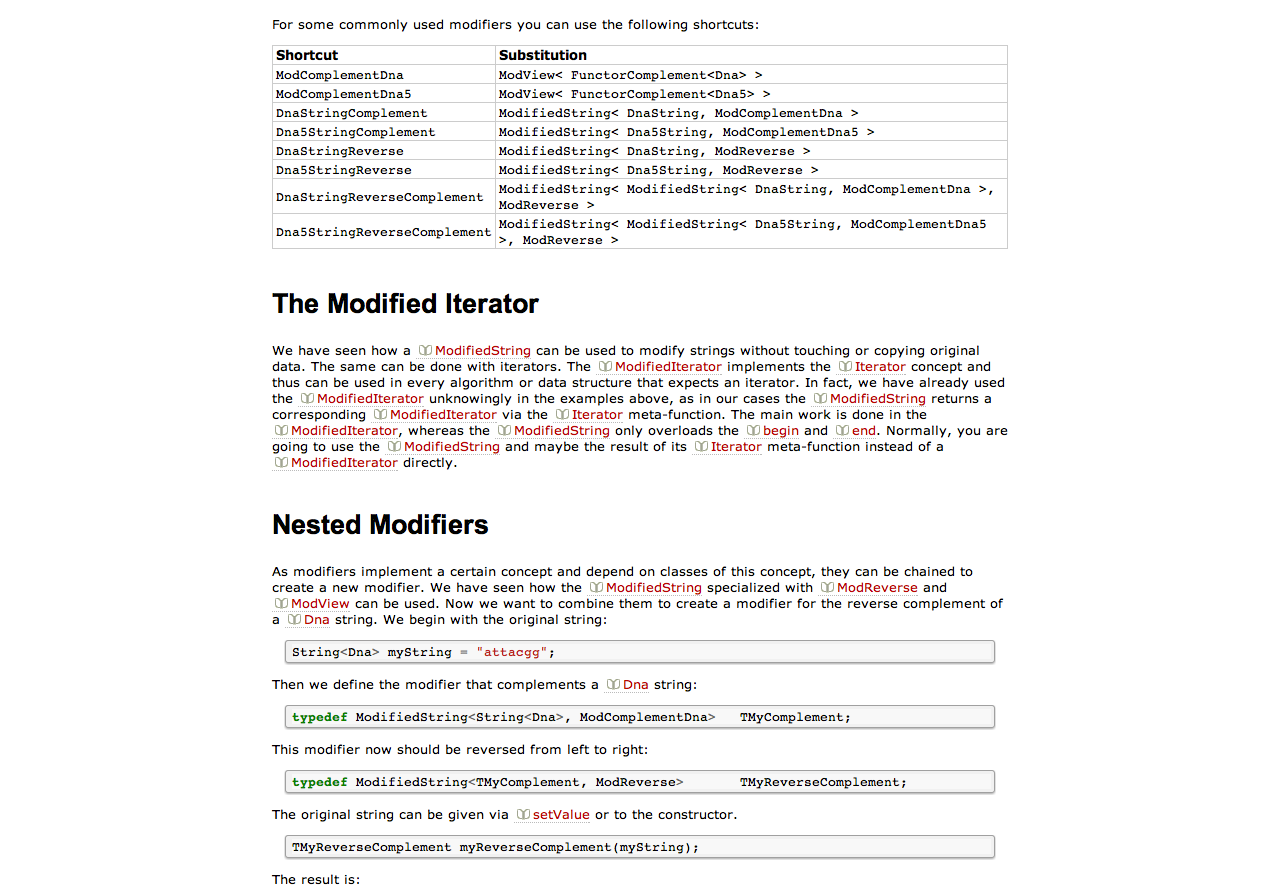 For some commonly used modifiers you can use the following shortcuts:
Shortcut Substitution
ModComplementDna ModView< FunctorComplement<Dna> >
ModComplementDna5 ModView< FunctorComplement<Dna5> >
DnaStringComplement ModifiedString< DnaString, ModComplementDna >
Dna5StringComplement ModifiedString< Dna5String, ModComplementDna5 >
DnaStringReverse ModifiedString< DnaString, ModReverse >
Dna5StringReverse ModifiedString< Dna5String, ModReverse >
DnaStringReverseComplement ModifiedString< ModifiedString< DnaString, ModComplementDna >,
ModReverse >
Dna5StringReverseComplement ModifiedString< ModifiedString< Dna5String, ModComplementDna5
>, ModReverse >
The Modified Iterator
We have seen how a ModifiedString can be used to modify strings without touching or copying original
data. The same can be done with iterators. The ModifiedIterator implements the Iterator concept and
thus can be used in every algorithm or data structure that expects an iterator. In fact, we have already used
the ModifiedIterator unknowingly in the examples above, as in our cases the ModifiedString returns a
corresponding ModifiedIterator via the Iterator meta-function. The main work is done in the
ModifiedIterator, whereas the ModifiedString only overloads the begin and end. Normally, you are
going to use the ModifiedString and maybe the result of its Iterator meta-function instead of a
ModifiedIterator directly.
Nested Modifiers
As modifiers implement a certain concept and depend on classes of this concept, they can be chained to
create a new modifier. We have seen how the ModifiedString specialized with ModReverse and
ModView can be used. Now we want to combine them to create a modifier for the reverse complement of
a Dna string. We begin with the original string:
String<Dna> myString = "attacgg";
Then we define the modifier that complements a Dna string:
typedef ModifiedString<String<Dna>, ModComplementDna> TMyComplement;
This modifier now should be reversed from left to right:
typedef ModifiedString<TMyComplement, ModReverse> TMyReverseComplement;
The original string can be given via setValue or to the constructor.
TMyReverseComplement myReverseComplement(myString);
The result is: